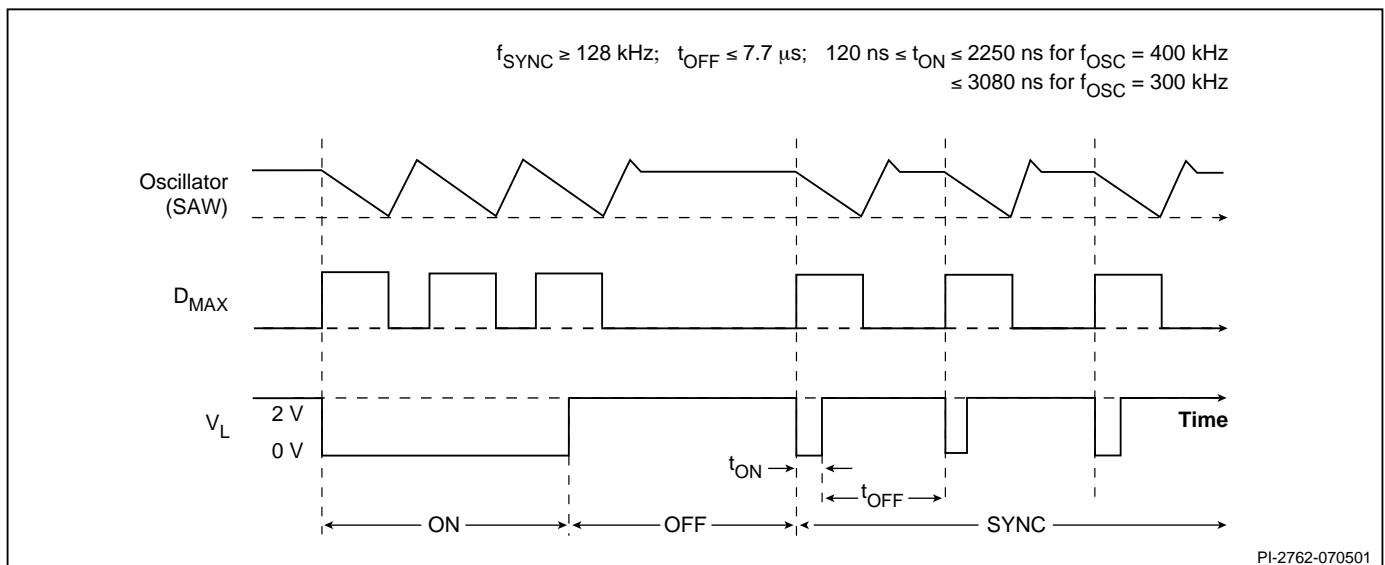 f_SYNC ≥ 128 kHz; t_OFF ≤ 7.7 μs; 120 ns ≤ t_ON ≤ 2250 ns for f_OSC = 400 kHz
≤ 3080 ns for f_OSC = 300 kHz
Oscillator
(SAW)
D_MAX
V_L
2 V
0 V
Time
t_ON
t_OFF
ON
OFF
SYNC
PI-2762-070501